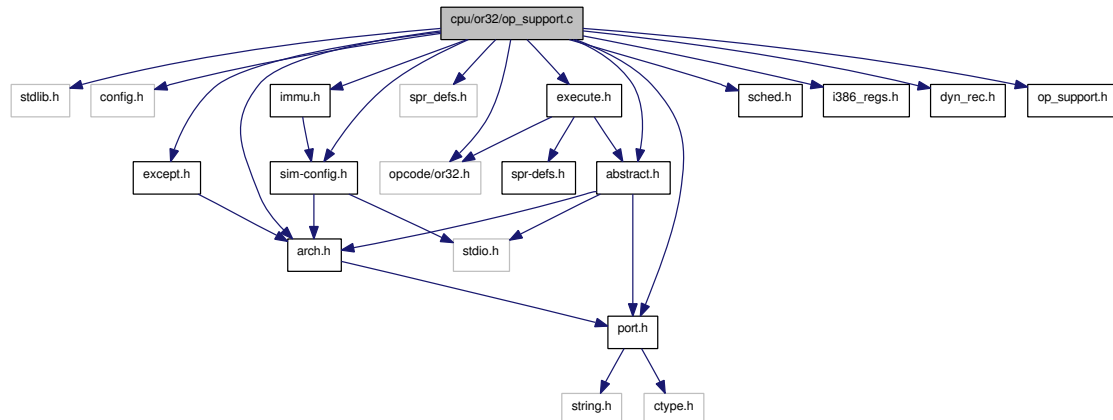 cpu/or32/op_support.c
stdlib.h
config.h
immu.h
spr_defs.h
execute.h
sched.h
i386_regs.h
dyn_rec.h
op_support.h
except.h
sim-config.h
opcode/or32.h
spr-defs.h
abstract.h
arch.h
stdio.h
port.h
string.h
ctype.h